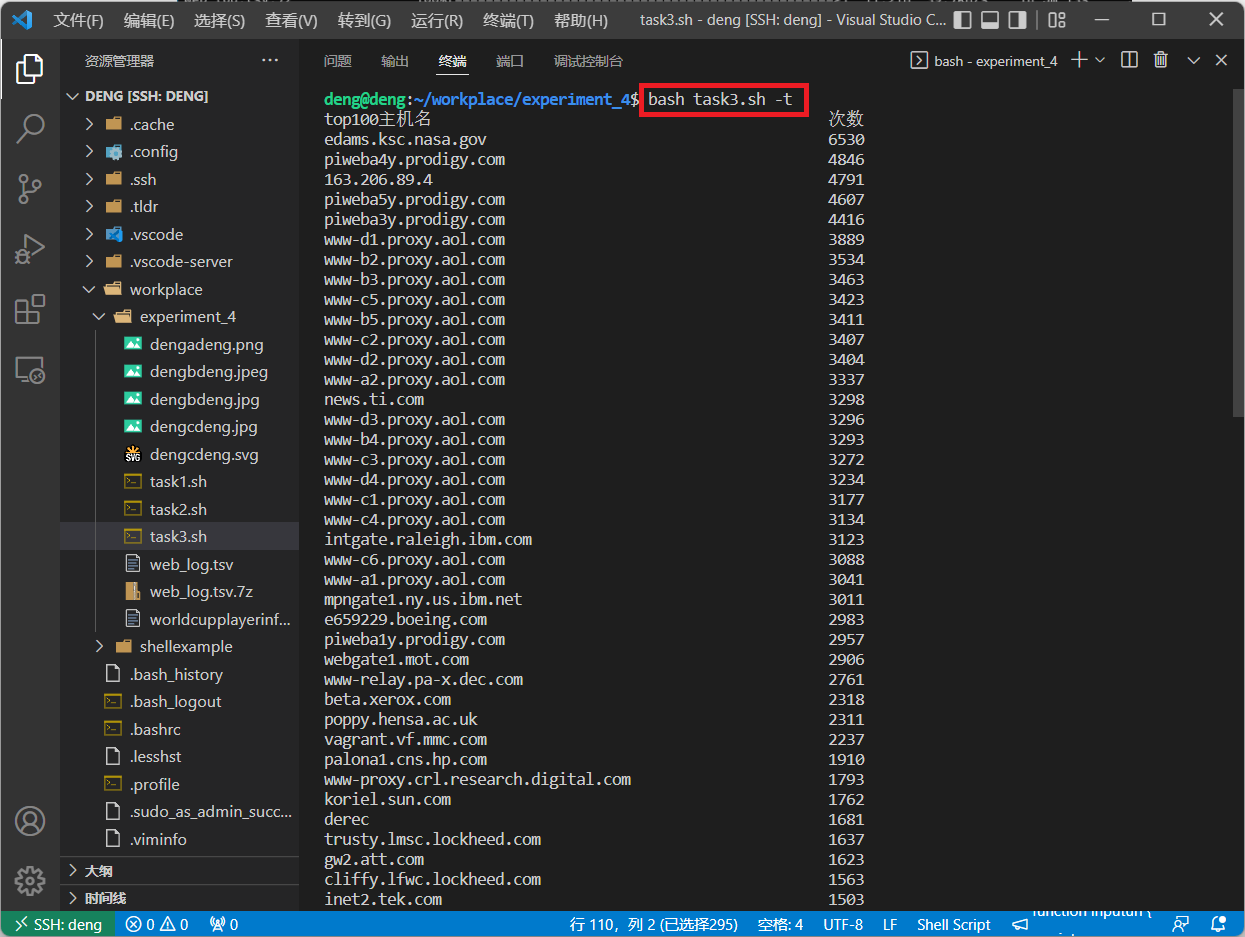 文件(F) 编辑(E) 选择(S) 查看(V) 转到(G) 运行(R) 终端(T) 帮助(H) task3.sh - deng [SSH: deng] - Visual Studio C...
资源管理器 ...
DENG [SSH: DENG]
.cache
.config
.ssh
.tldr
.vscode
.vscode-server
workplace
experiment_4
dengadeng.png
dengbdeng.jpeg
dengbdeng.jpg
dengcdeng.jpg
dengcdeng.svg
task1.sh
task2.sh
task3.sh
web_log.tsv
web_log.tsv.7z
worldcupplayerinf...
shellexample
.bash_history
.bash_logout
.bashrc
.lesshst
.profile
.sudo_as_admin_succ...
.viminfo
大纲
时间线
问题 输出 终端 端口 调试控制台 bash - experiment_4
deng@deng:~/workplace/experiment_4$ bash task3.sh -t
top100主机名 次数
edams.ksc.nasa.gov 6530
piweba4y.prodigy.com 4846
163.206.89.4 4791
piweba5y.prodigy.com 4607
piweba3y.prodigy.com 4416
www-d1.proxy.aol.com 3889
www-b2.proxy.aol.com 3534
www-b3.proxy.aol.com 3463
www-c5.proxy.aol.com 3423
www-b5.proxy.aol.com 3411
www-c2.proxy.aol.com 3407
www-d2.proxy.aol.com 3404
www-a2.proxy.aol.com 3337
news.ti.com 3298
www-d3.proxy.aol.com 3296
www-b4.proxy.aol.com 3293
www-c3.proxy.aol.com 3272
www-d4.proxy.aol.com 3234
www-c1.proxy.aol.com 3177
www-c4.proxy.aol.com 3134
intgate.raleigh.ibm.com 3123
www-c6.proxy.aol.com 3088
www-a1.proxy.aol.com 3041
mpngate1.ny.us.ibm.net 3011
e659229.boeing.com 2983
piweba1y.prodigy.com 2957
webgate1.mot.com 2906
www-relay.pa-x.dec.com 2761
beta.xerox.com 2318
poppy.hensa.ac.uk 2311
vagrant.vf.mmc.com 2237
palona1.cns.hp.com 1910
www-proxy.crl.research.digital.com 1793
koriel.sun.com 1762
derec 1681
trusty.lmsc.lockheed.com 1637
gw2.att.com 1623
cliffy.lfwc.lockheed.com 1563
inet2.tek.com 1503
SSH: deng 0 0 0 行 110，列 2 (已选择295) 空格: 4 UTF-8 LF Shell Script